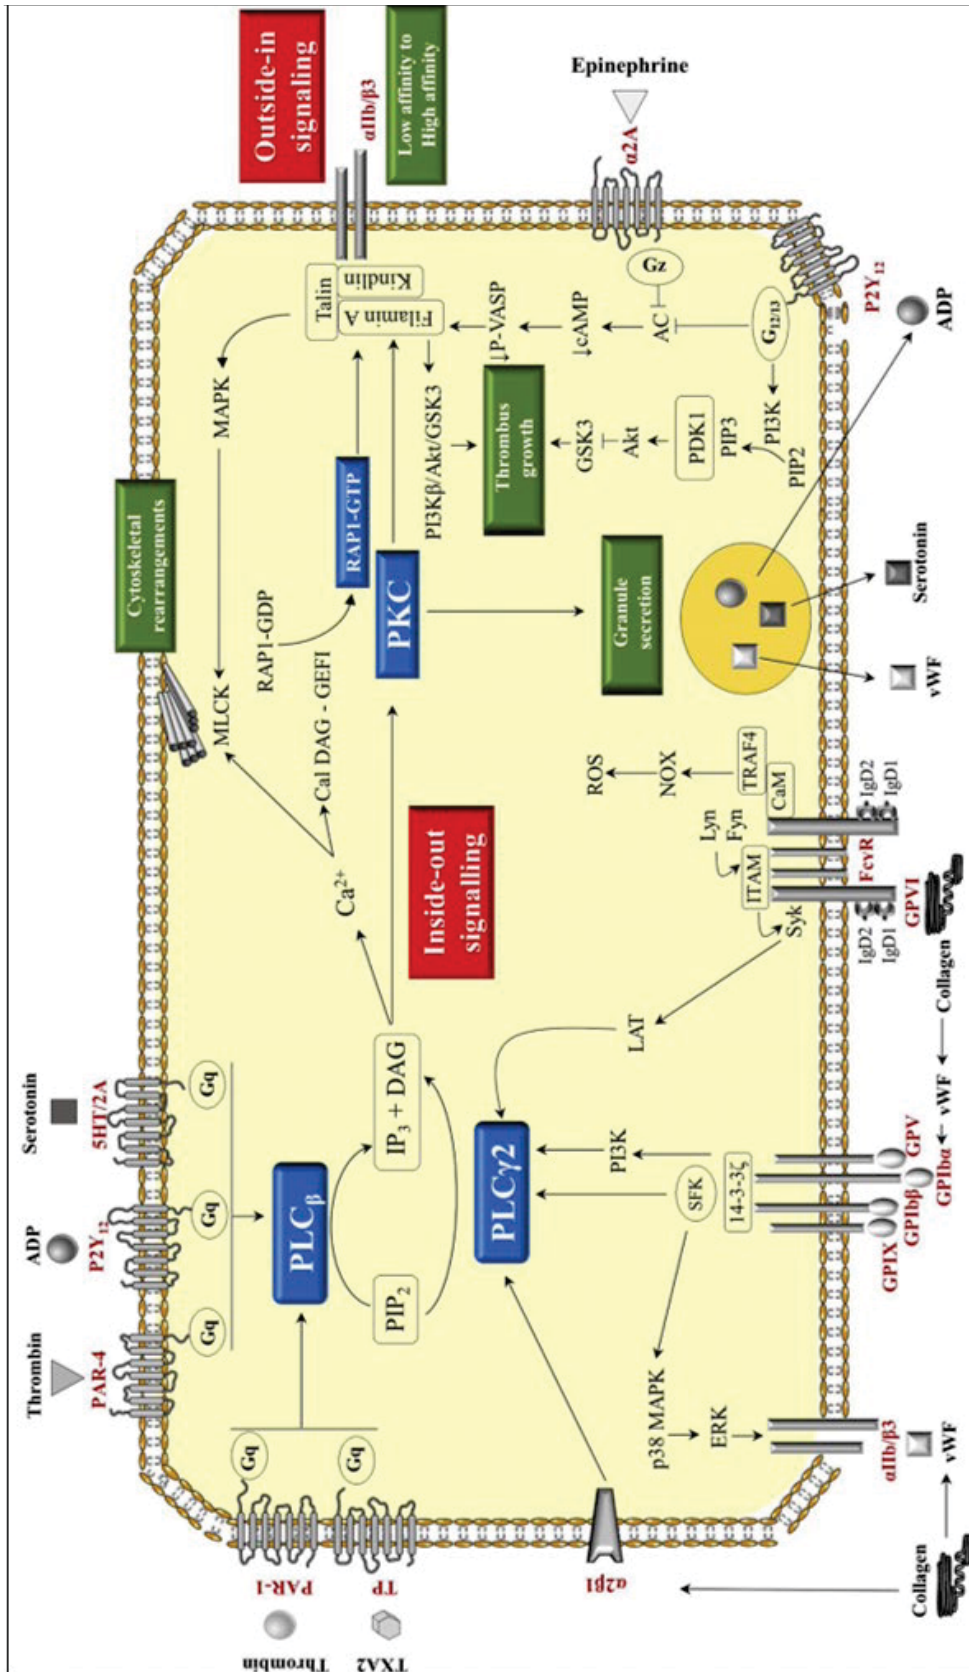 Thrombin
PAR-4
ADP
P2Y12
Serotonin
5HT/2A
Gq
Gq
Gq
Cytoskeletal
rearrangements
Outside-in
signaling
αIIb/β3
Low affinity to
High affinity
Thrombin
PAR-1
Gq
TXA2
TP
Gq
PLCβ
PIP2
IP3 + DAG
Ca2+
Cal DAG - GEFI
MLCK
MAPK
RAP1-GDP
RAP1-GTP
PKC
Talin
Kindlin
Filamin A
PI3Kβ/Akt/GSK3
Inside-out
signalling
Thrombus
growth
↓P-VASP
↓cAMP
AC
Gz
α2A
Epinephrine
GSK3
Akt
PDK1
PIP3
PIP2
PI3K
G12/13
P2Y12
ADP
Granule
secretion
vWF
Serotonin
PLCγ2
α2β1
Collagen
vWF
αIIb/β3
p38 MAPK
ERK
SFK
PI3K
14-3-3ζ
GPIX
GPIbβ
GPIbα
GPV
vWF
Collagen
LAT
Syk
ITAM
Lyn
Fyn
ROS
NOX
TRAF4
CaM
IgD2
IgD1
GPVI
FcγR
IgD2
IgD1